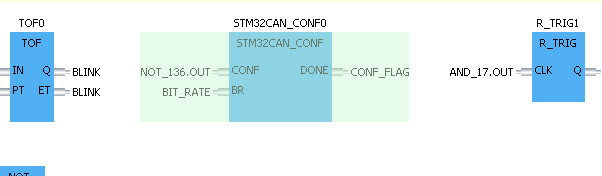 TOF0 STM32CAN_CONF0 R_TRIG1
TOF STM32CAN_CONF R_TRIG
IN Q BLINK NOT_136.OUT CONF DONE CONF_FLAG AND_17.OUT CLK Q
PT ET BLINK BIT_RATE BR
NOT